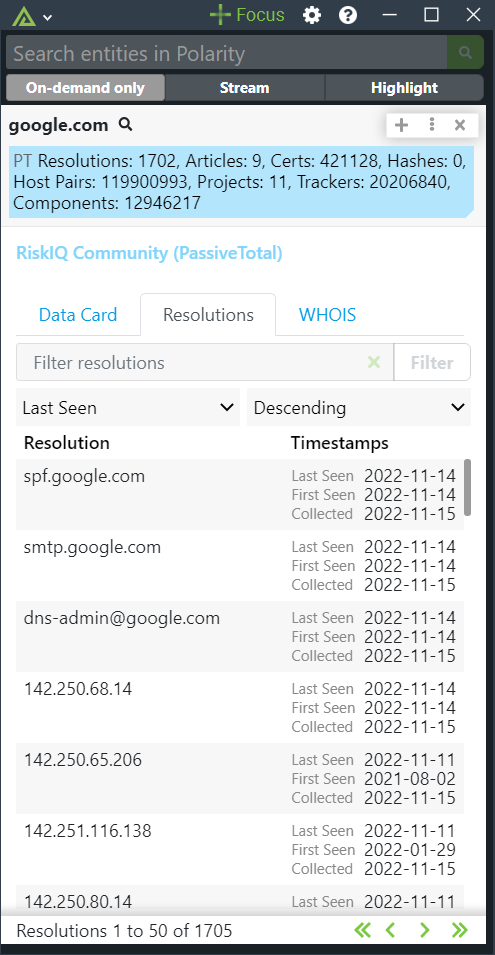 Focus
Search entities in Polarity
On-demand only Stream Highlight
google.com
PT Resolutions: 1702, Articles: 9, Certs: 421128, Hashes: 0,
Host Pairs: 119900993, Projects: 11, Trackers: 20206840,
Components: 12946217
RiskIQ Community (PassiveTotal)
Data Card Resolutions WHOIS
Filter resolutions Filter
Last Seen Descending
Resolution Timestamps
spf.google.com Last Seen 2022-11-14
First Seen 2022-11-14
Collected 2022-11-15
smtp.google.com Last Seen 2022-11-14
First Seen 2022-11-14
Collected 2022-11-15
dns-admin@google.com Last Seen 2022-11-14
First Seen 2022-11-14
Collected 2022-11-15
142.250.68.14 Last Seen 2022-11-14
First Seen 2022-11-14
Collected 2022-11-15
142.250.65.206 Last Seen 2022-11-11
First Seen 2021-08-02
Collected 2022-11-15
142.251.116.138 Last Seen 2022-11-11
First Seen 2022-01-29
Collected 2022-11-15
142.250.80.14 Last Seen 2022-11-11
Resolutions 1 to 50 of 1705